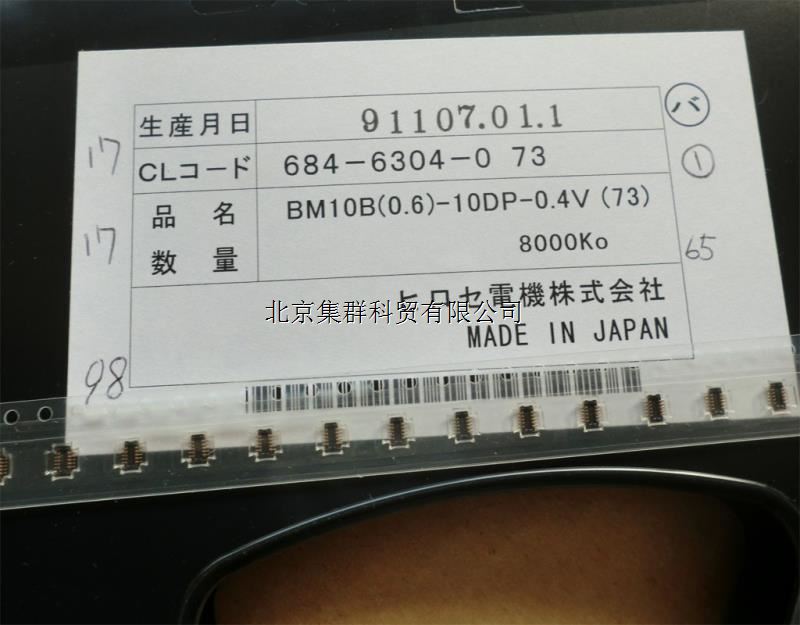 生産月日 91107.01.1
バ
17
CLコード 684-6304-0 73
1
品名 BM10B(0.6)-10DP-0.4V (73)
17
数量 8000Ko
65
ヒロセ電機株式会社
北京集群科贸有限公司
MADE IN JAPAN
98